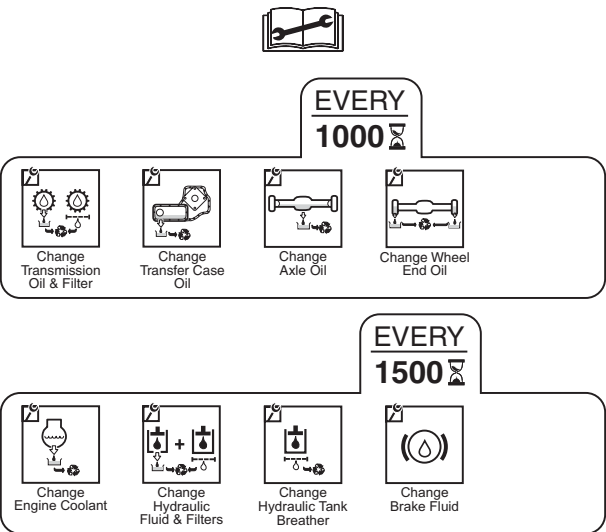 EVERY
1000
Change
Transmission
Oil & Filter
Change
Transfer Case
Oil
Change
Axle Oil
Change Wheel
End Oil
EVERY
1500
Change
Engine Coolant
Change
Hydraulic
Fluid & Filters
Change
Hydraulic Tank
Breather
Change
Brake Fluid